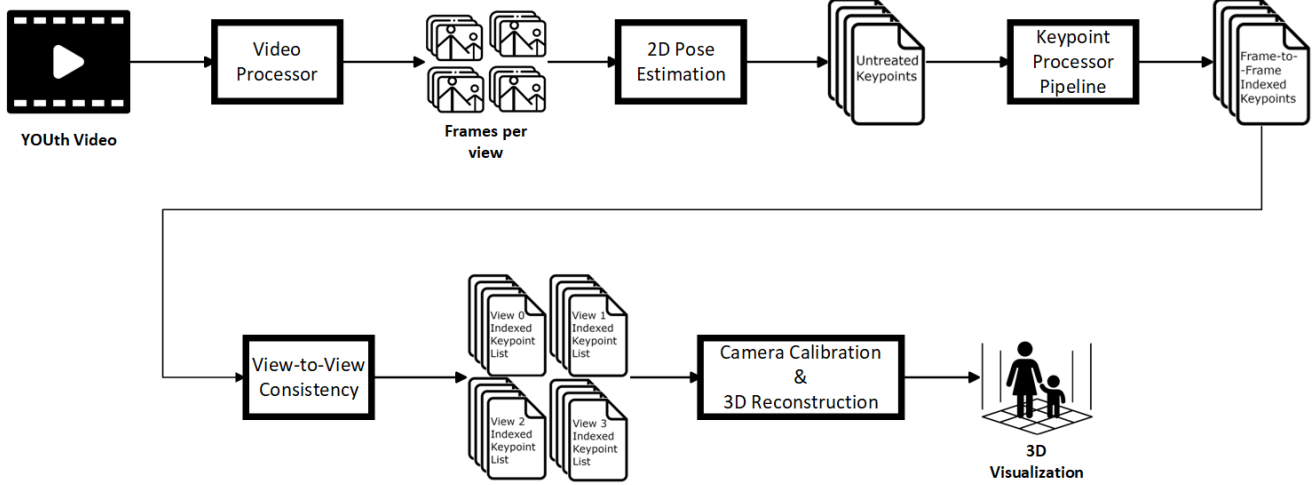 YOUth Video
Video
Processor
Frames per
view
2D Pose
Estimation
Untreated
Keypoints
Keypoint
Processor
Pipeline
Frame-to-
-Frame
Indexed
Keypoints
View-to-View
Consistency
View 0
Indexed
Keypoint
List
View 1
Indexed
Keypoint
List
View 2
Indexed
Keypoint
List
View 3
Indexed
Keypoint
List
Camera Calibration
&
3D Reconstruction
3D
Visualization